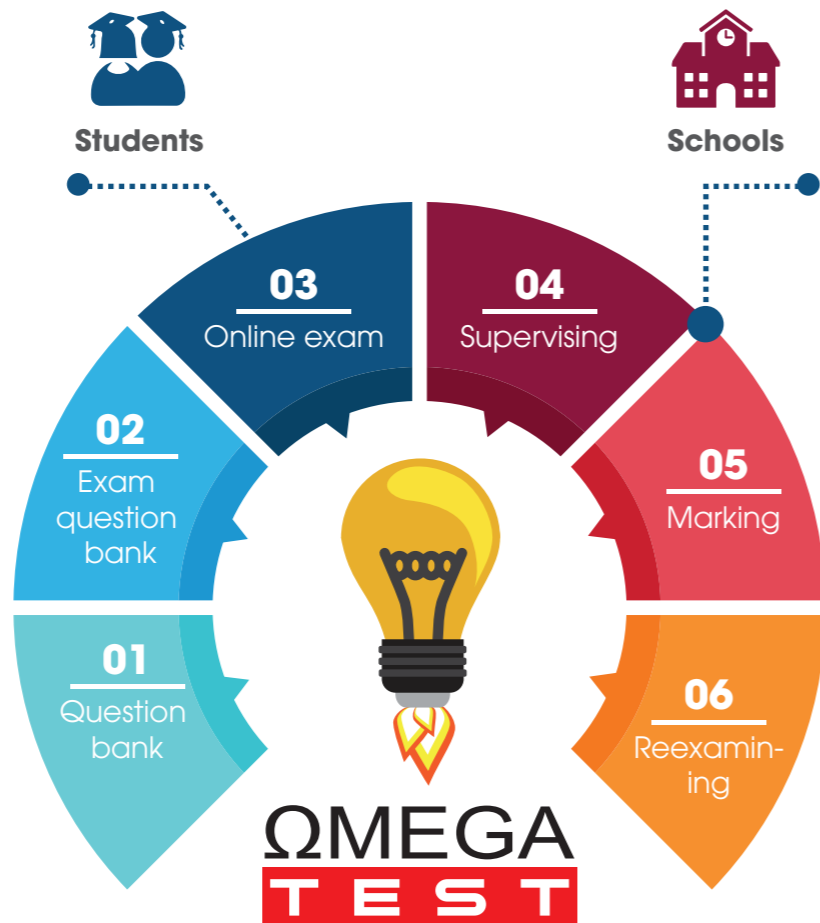 Students
Schools
03
Online exam
04
Supervising
02
Exam
question
bank
05
Marking
01
Question
bank
06
Reexamin-
ing
ΩMEGA
TEST